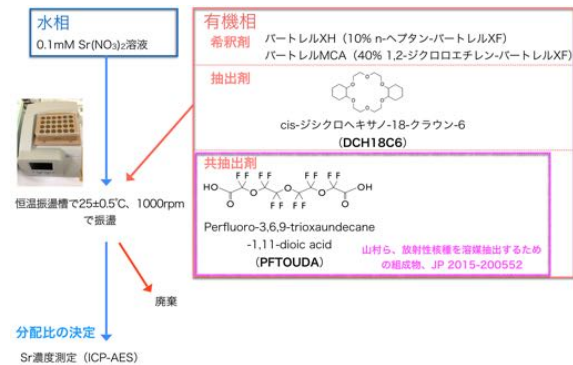 水相
0.1mM Sr(NO₃)₂溶液
有機相
希釈剤
バートレルXH（10% n-ヘプタン-バートレルXF）
バートレルMCA（40% 1,2-ジクロロエチレン-バートレルXF）
抽出剤
O
O
O
O
O
O
cis-ジシクロヘキサノ-18-クラウン-6
(DCH18C6)
共抽出剤
F F
F F
HO
O
O
O
OH
O
F F
F F
F F
O
Perfluoro-3,6,9-trioxaundecane
-1,11-dioic acid
(PFTOUDA)
山村ら、放射性核種を溶媒抽出するため
の組成物、JP 2015-200552
恒温振盪槽で25±0.5℃、1000rpm
で振盪
廃棄
分配比の決定
Sr濃度測定（ICP-AES）